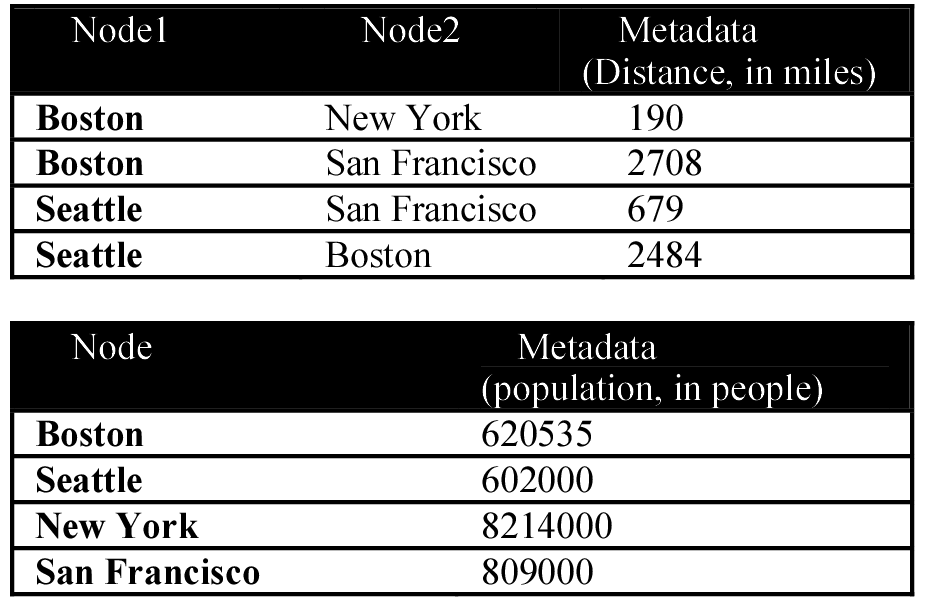 Node1 Node2 Metadata
(Distance, in miles)
Boston New York 190
Boston San Francisco 2708
Seattle San Francisco 679
Seattle Boston 2484
Node Metadata
(population, in people)
Boston 620535
Seattle 602000
New York 8214000
San Francisco 809000